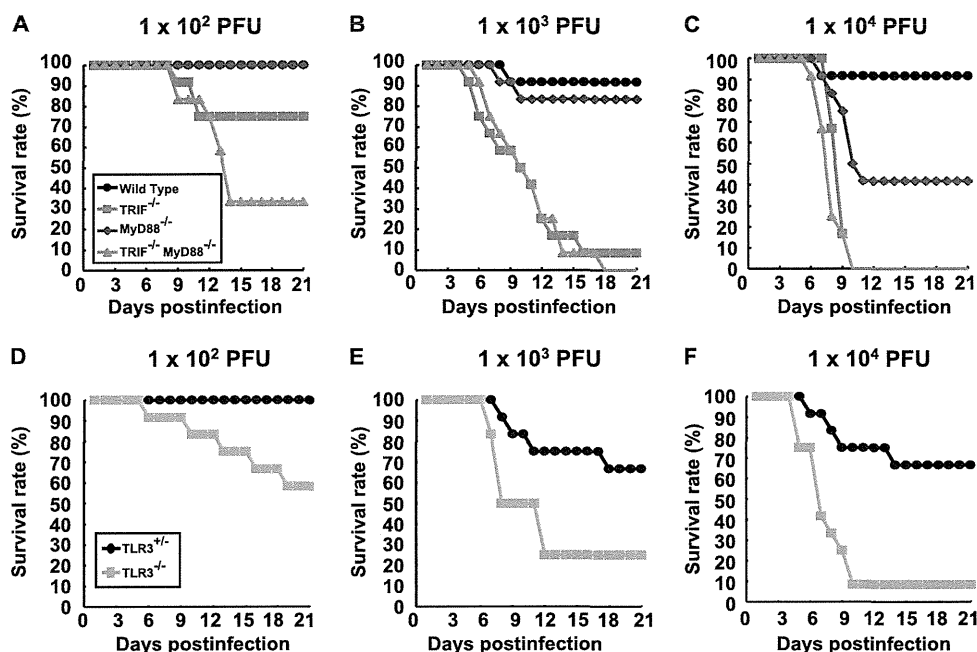 A
1 x 10² PFU
Survival rate (%)
100
90
80
70
60
50
40
30
20
10
0
Wild Type
TRIF-/-
MyD88-/-
TRIF-/- MyD88-/-
0 3 6 9 12 15 18 21
Days postinfection
B
1 x 10³ PFU
Survival rate (%)
100
90
80
70
60
50
40
30
20
10
0
0 3 6 9 12 15 18 21
Days postinfection
C
1 x 10⁴ PFU
Survival rate (%)
100
90
80
70
60
50
40
30
20
10
0
0 3 6 9 12 15 18 21
Days postinfection
D
1 x 10² PFU
Survival rate (%)
100
90
80
70
60
50
40
30
20
10
0
TLR3+/-
TLR3-/-
0 3 6 9 12 15 18 21
Days postinfection
E
1 x 10³ PFU
Survival rate (%)
100
90
80
70
60
50
40
30
20
10
0
0 3 6 9 12 15 18 21
Days postinfection
F
1 x 10⁴ PFU
Survival rate (%)
100
90
80
70
60
50
40
30
20
10
0
0 3 6 9 12 15 18 21
Days postinfection